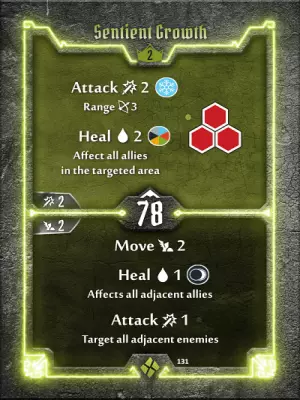 Sentient Growth
2
Attack 2
Range 3
Heal 2
Affect all allies
in the targeted area
2
78
2
Move 2
Heal 1
Affects all adjacent allies
Attack 1
Target all adjacent enemies
131